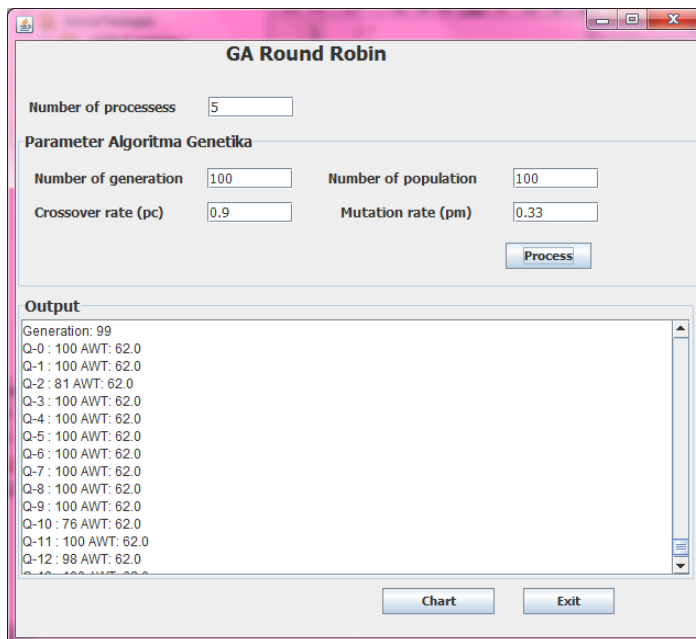 GA Round Robin
Number of processess 5
Parameter Algoritma Genetika
Number of generation 100 Number of population 100
Crossover rate (pc) 0.9 Mutation rate (pm) 0.33
Process
Output
Generation: 99
Q-0 : 100 AWT: 62.0
Q-1 : 100 AWT: 62.0
Q-2 : 81 AWT: 62.0
Q-3 : 100 AWT: 62.0
Q-4 : 100 AWT: 62.0
Q-5 : 100 AWT: 62.0
Q-6 : 100 AWT: 62.0
Q-7 : 100 AWT: 62.0
Q-8 : 100 AWT: 62.0
Q-9 : 100 AWT: 62.0
Q-10 : 76 AWT: 62.0
Q-11 : 100 AWT: 62.0
Q-12 : 98 AWT: 62.0
Chart Exit